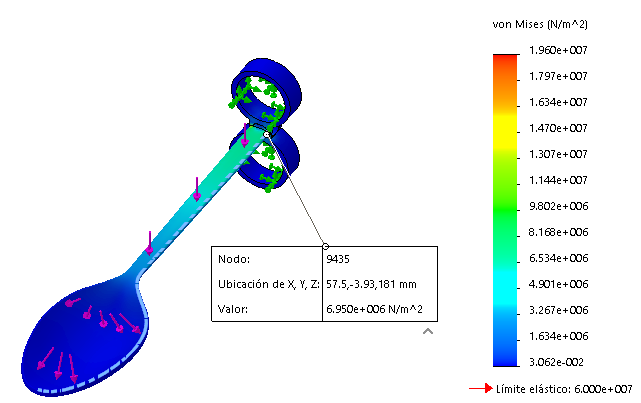 von Mises (N/m^2)
1.960e+007
1.797e+007
1.634e+007
1.470e+007
1.307e+007
1.144e+007
9.802e+006
8.168e+006
6.534e+006
4.901e+006
3.267e+006
1.634e+006
3.062e-002
Límite elástico: 6.000e+007
Nodo: 9435
Ubicación de X, Y, Z: 57.5,-3.93,181 mm
Valor: 6.950e+006 N/m^2